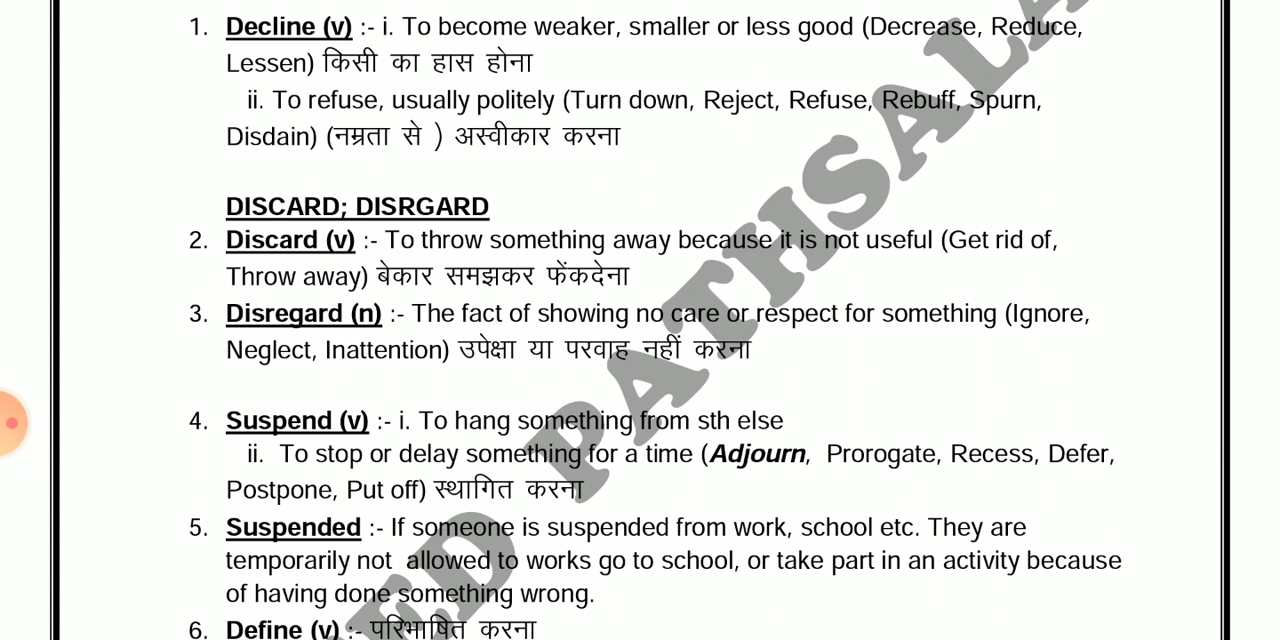 1. Decline (v) :- i. To become weaker, smaller or less good (Decrease, Reduce,
Lessen) किसी का हास होना
ii. To refuse, usually politely (Turn down, Reject, Refuse, Rebuff, Spurn,
Disdain) (नम्रता से ) अस्वीकार करना
DISCARD; DISRGARD
2. Discard (v) :- To throw something away because it is not useful (Get rid of,
Throw away) बेकार समझकर फेंकदेना
3. Disregard (n) :- The fact of showing no care or respect for something (Ignore,
Neglect, Inattention) उपेक्षा या परवाह नहीं करना
4. Suspend (v) :- i. To hang something from sth else
ii. To stop or delay something for a time (Adjourn, Prorogate, Recess, Defer,
Postpone, Put off) स्थागित करना
5. Suspended :- If someone is suspended from work, school etc. They are
temporarily not allowed to works go to school, or take part in an activity because
of having done something wrong.
6. Define (v) :- परिभाषित करना
ED PATHSALA